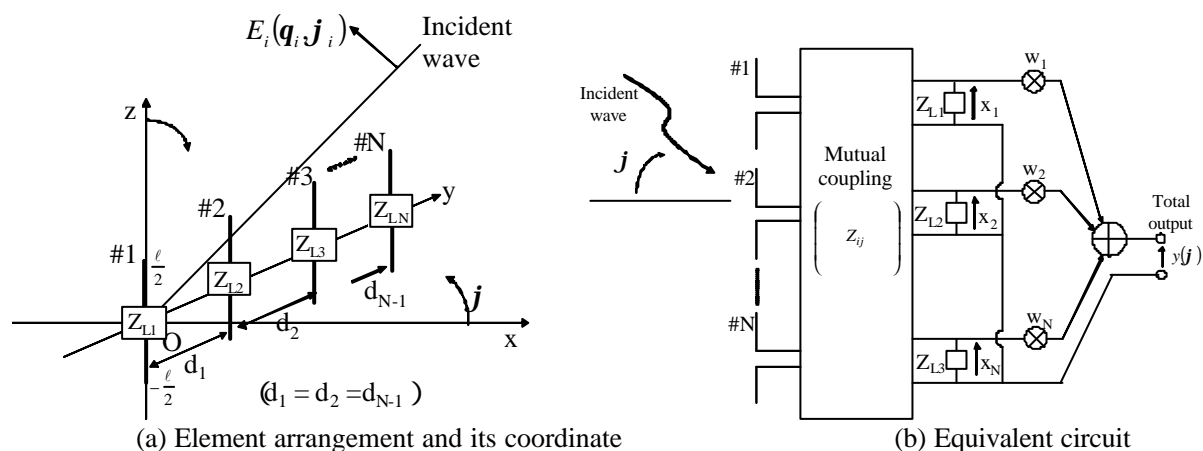 E_i(q_i, j_i)
Incident
wave
z
#N
#3
y
#2
Z_LN
#1
ℓ/2
Z_L3
Z_L2
d_N-1
j
Z_L1
O
d_2
x
d_1
-ℓ/2
(d_1 = d_2 = d_N-1)
(a) Element arrangement and its coordinate
#1
w_1
Incident
wave
Z_L1
x_1
j
Mutual
coupling
#2
w_2
Z_ij
Z_L2
x_2
Total
output
y(j)
#N
w_N
Z_L3
x_N
(b) Equivalent circuit